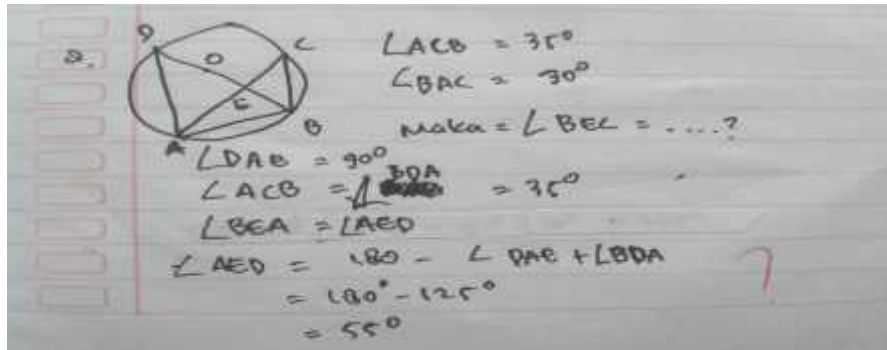 2.
D
C
O
E
A
B
∠ACB = 35°
∠BAC = 30°
maka = ∠BEC = ....?
∠DAB = 90°
∠ACB = ∠BDA = 35°
∠BEA = ∠AED
∠AED = 180 - ∠DAE + ∠BDA
= 180° - 125°
= 55°
?